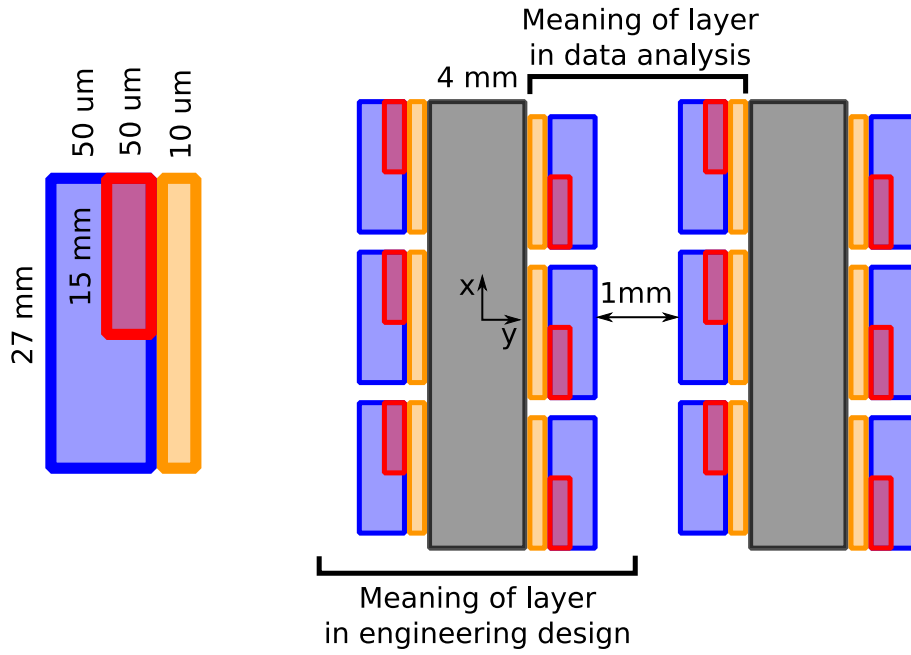 Meaning of layer
in data analysis
4 mm
50 um
50 um
10 um
15 mm
27 mm
x
y
1mm
Meaning of layer
in engineering design